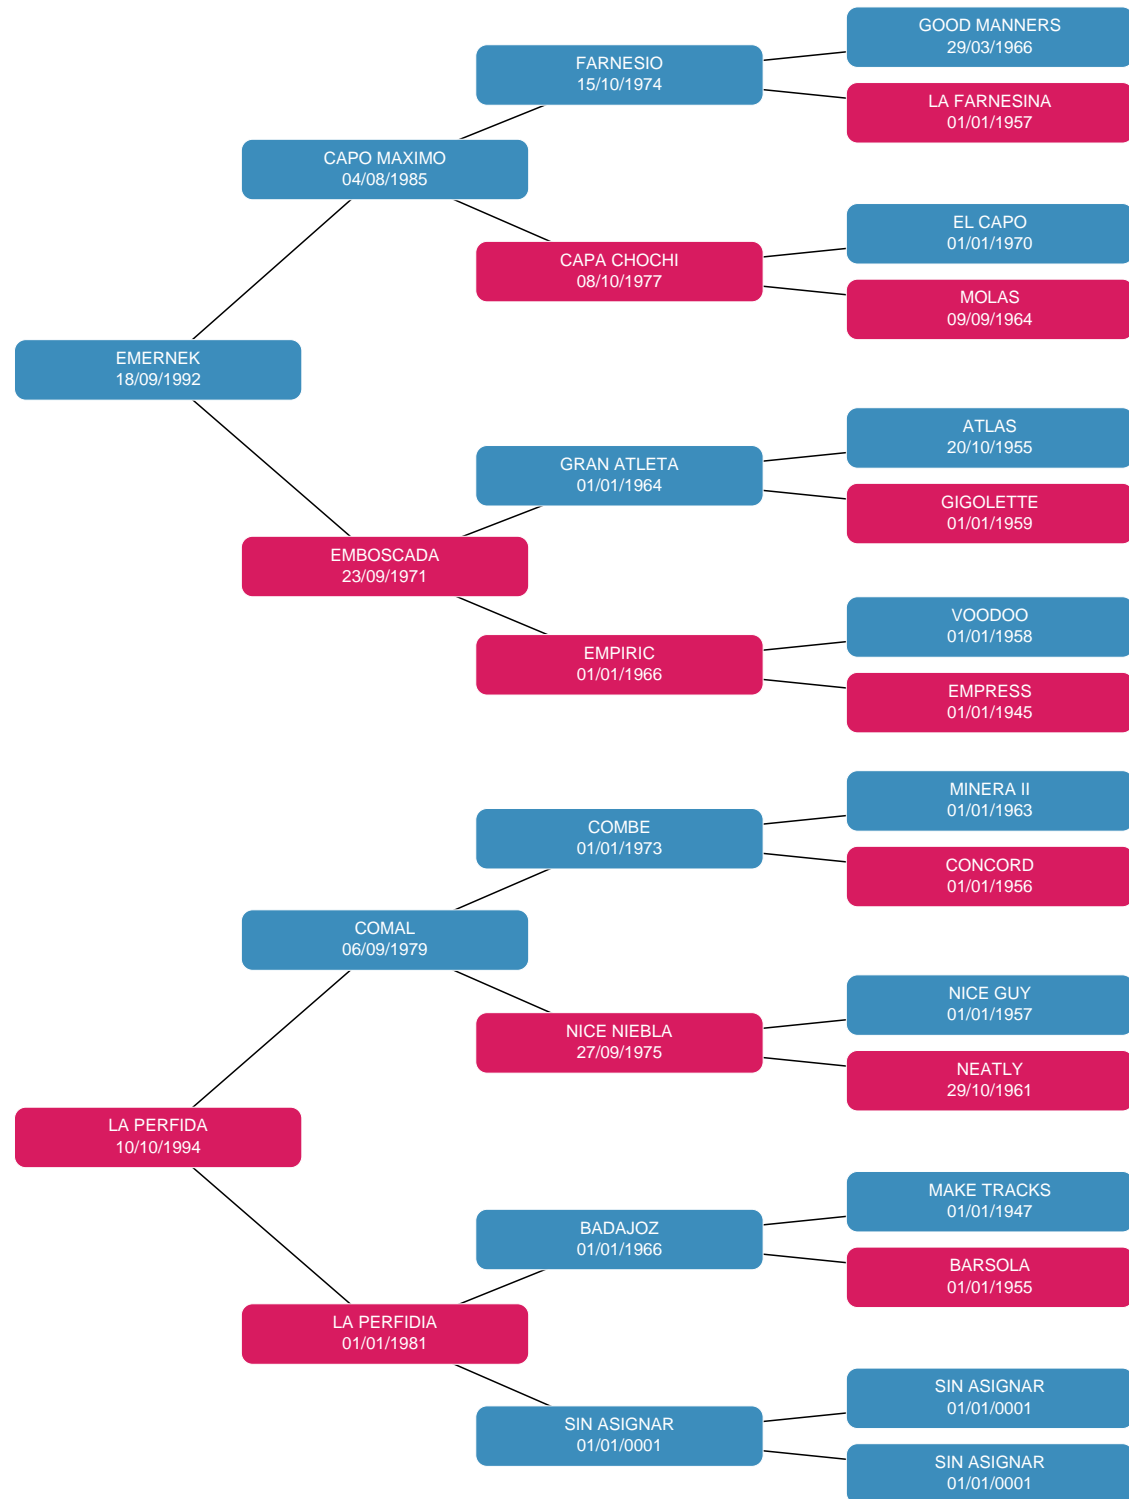 GOOD MANNERS
29/03/1966
FARNESIO
15/10/1974
LA FARNESINA
01/01/1957
CAPO MAXIMO
04/08/1985
EL CAPO
01/01/1970
CAPA CHOCHI
08/10/1977
MOLAS
09/09/1964
EMERNEK
18/09/1992
ATLAS
20/10/1955
GRAN ATLETA
01/01/1964
GIGOLETTE
01/01/1959
EMBOSCADA
23/09/1971
VOODOO
01/01/1958
EMPIRIC
01/01/1966
EMPRESS
01/01/1945
MINERA II
01/01/1963
COMBE
01/01/1973
CONCORD
01/01/1956
COMAL
06/09/1979
NICE GUY
01/01/1957
NICE NIEBLA
27/09/1975
NEATLY
29/10/1961
LA PERFIDA
10/10/1994
MAKE TRACKS
01/01/1947
BADAJOZ
01/01/1966
BARSOLA
01/01/1955
LA PERFIDIA
01/01/1981
SIN ASIGNAR
01/01/0001
SIN ASIGNAR
01/01/0001
SIN ASIGNAR
01/01/0001